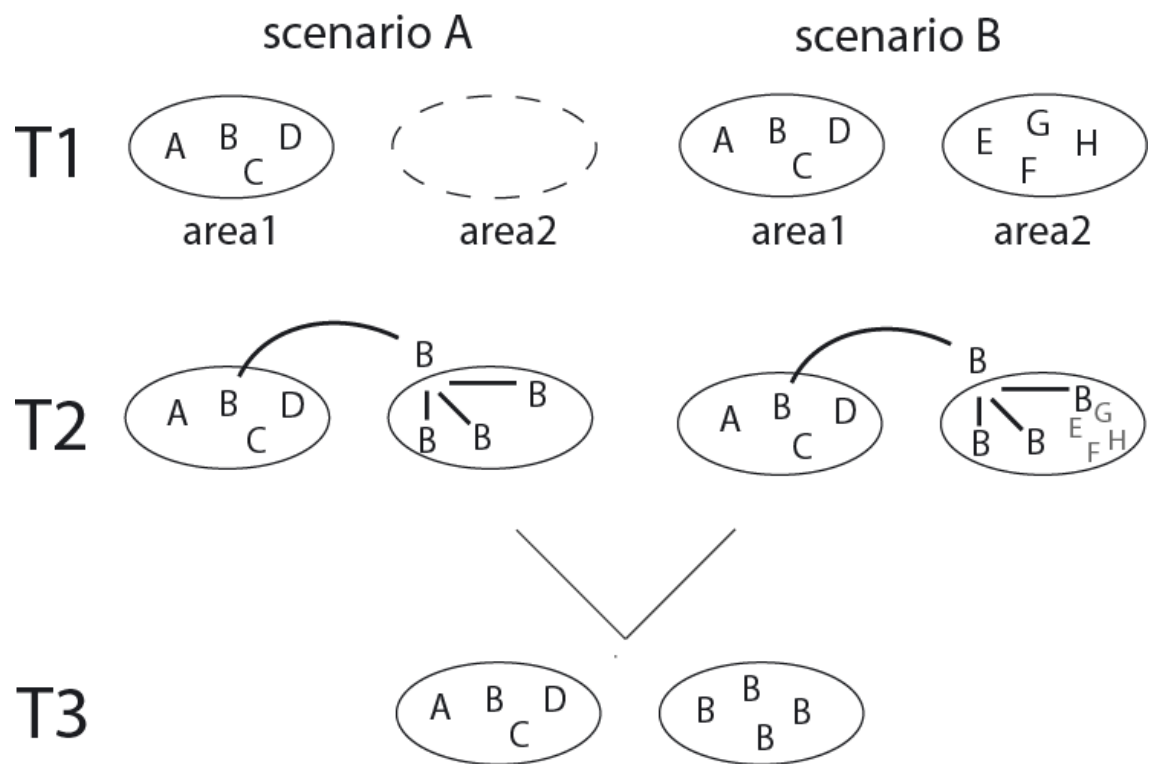 scenario A scenario B
T1 A B D C A B D C E G H F
area1 area2 area1 area2
B B
T2 A B D C B B B A B D C B B B G E F H
T3 A B D C B B B B